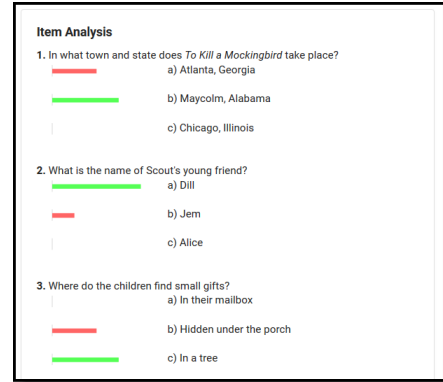 Item Analysis
1. In what town and state does To Kill a Mockingbird take place?
a) Atlanta, Georgia
b) Maycolm, Alabama
c) Chicago, Illinois
2. What is the name of Scout's young friend?
a) Dill
b) Jem
c) Alice
3. Where do the children find small gifts?
a) In their mailbox
b) Hidden under the porch
c) In a tree